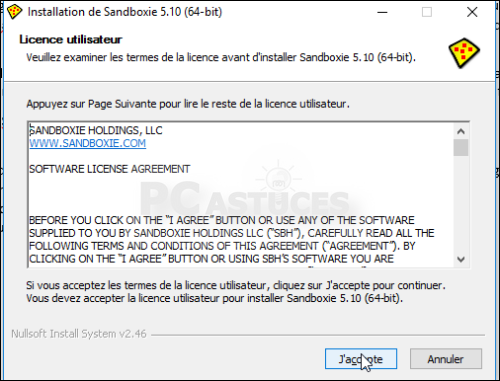 Installation de Sandboxie 5.10 (64-bit)
Licence utilisateur
Veuillez examiner les termes de la licence avant d'installer Sandboxie 5.10 (64-bit).
Appuyez sur Page Suivante pour lire le reste de la licence utilisateur.
SANDBOXIE HOLDINGS, LLC
WWW.SANDBOXIE.COM
SOFTWARE LICENSE AGREEMENT
PC ASTUCES
BEFORE YOU CLICK ON THE "I AGREE" BUTTON OR USE ANY OF THE SOFTWARE
SUPPLIED TO YOU BY SANDBOXIE HOLDINGS LLC ("SBH"), CAREFULLY READ ALL THE
FOLLOWING TERMS AND CONDITIONS OF THIS AGREEMENT ("AGREEMENT"). BY
CLICKING ON THE "I AGREE" BUTTON OR USING SBH'S SOFTWARE YOU ARE
Si vous acceptez les termes de la licence utilisateur, cliquez sur J'accepte pour continuer.
Vous devez accepter la licence utilisateur pour installer Sandboxie 5.10 (64-bit).
Nullsoft Install System v2.46
J'accepte
Annuler